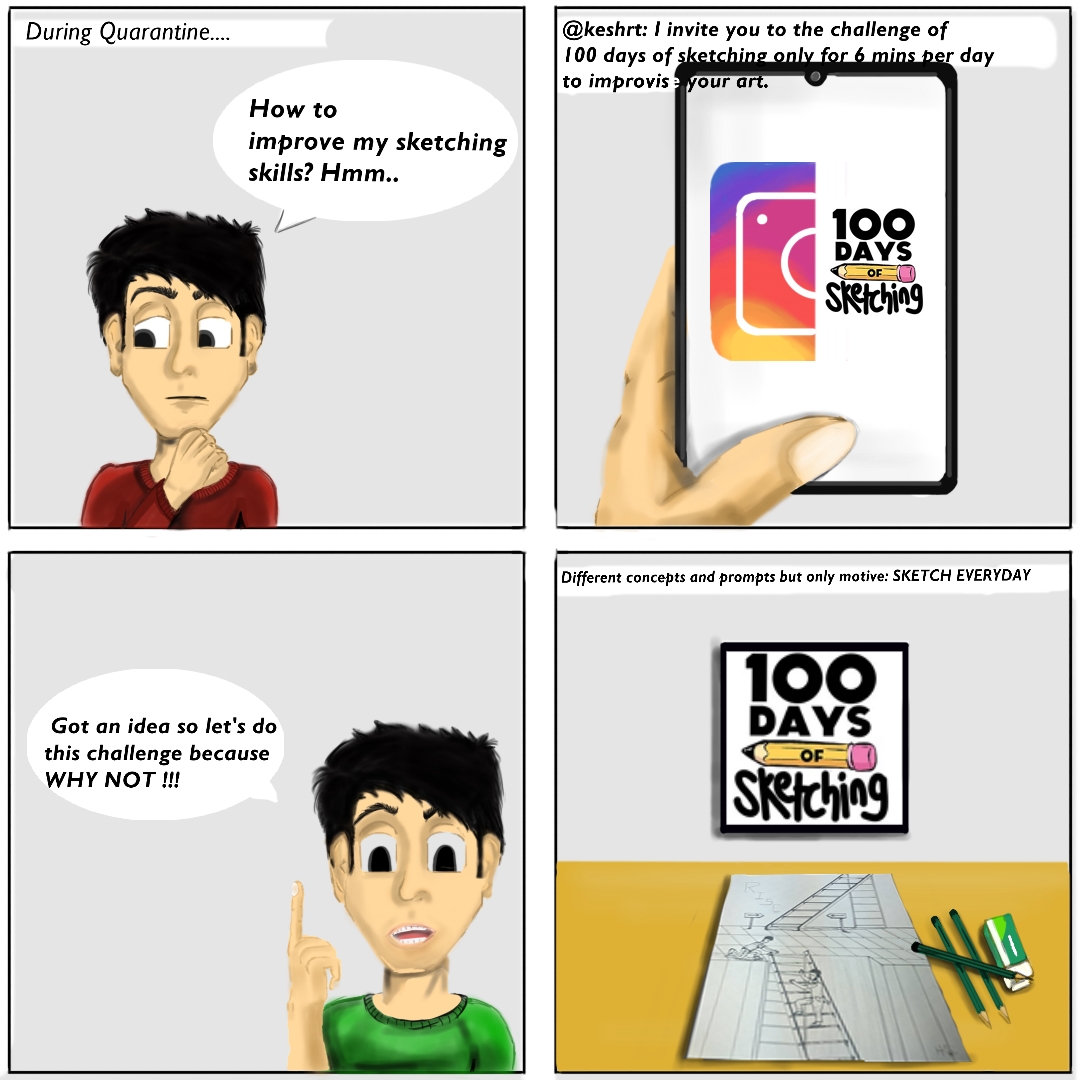 During Quarantine....
How to
improve my sketching
skills? Hmm..
@keshrt: I invite you to the challenge of
100 days of sketching only for 6 mins per day
to improvise your art.
100
DAYS
OF
Sketching
Got an idea so let's do
this challenge because
WHY NOT !!!
Different concepts and prompts but only motive: SKETCH EVERYDAY
100
DAYS
OF
Sketching
RISE